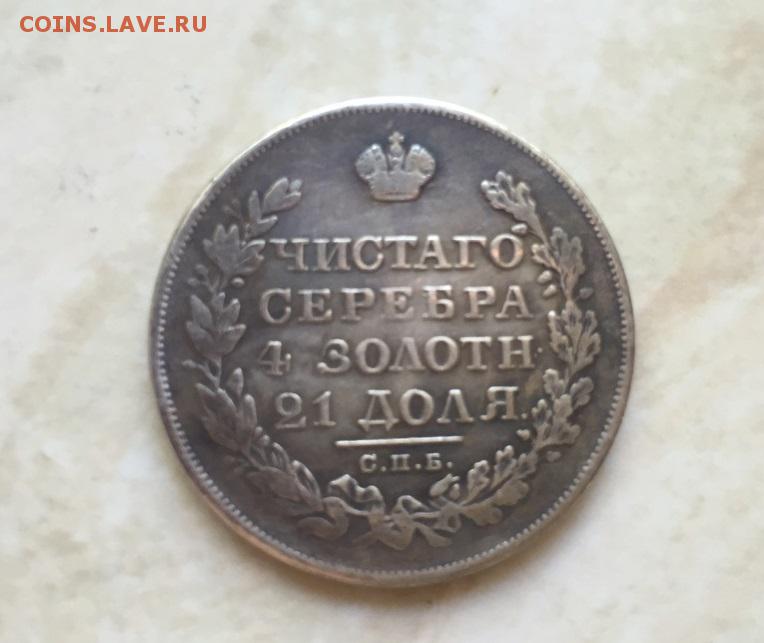 COINS.LAVE.RU
ЧИСТАГО
СЕРЕБРА
4 ЗОЛОТН.
21 ДОЛЯ.
С.П.Б.